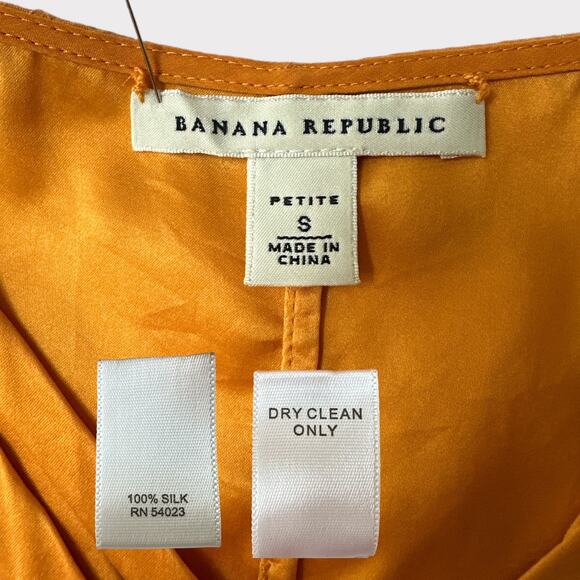 BANANA REPUBLIC
PETITE
S
MADE IN
CHINA
100% SILK
RN 54023
DRY CLEAN
ONLY